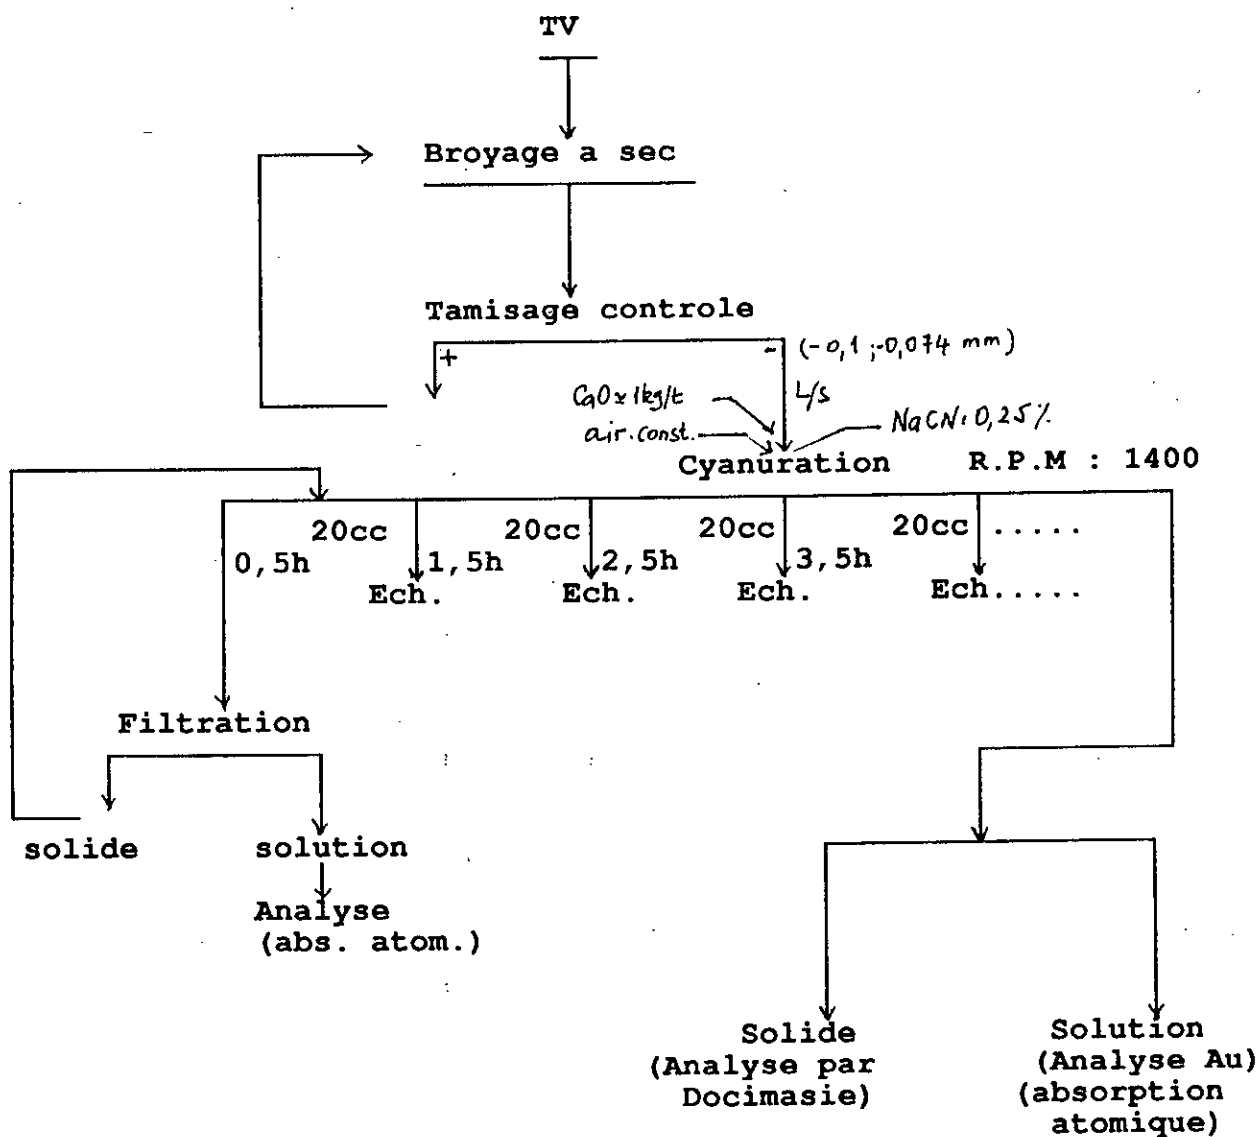 TV
Broyage a sec
Tamisage controle
+ - (-0,1 ; -0,074 mm)
CaO ≈ 1kg/t L/s
air. const. NaCN : 0,25%
Cyanuration R.P.M : 1400
20cc 20cc 20cc 20cc .....
0,5h 1,5h 2,5h 3,5h
Ech. Ech. Ech. Ech.....
Filtration
solide solution
Analyse
(abs. atom.)
Solide Solution
(Analyse par (Analyse Au)
Docimasie) (absorption
atomique)